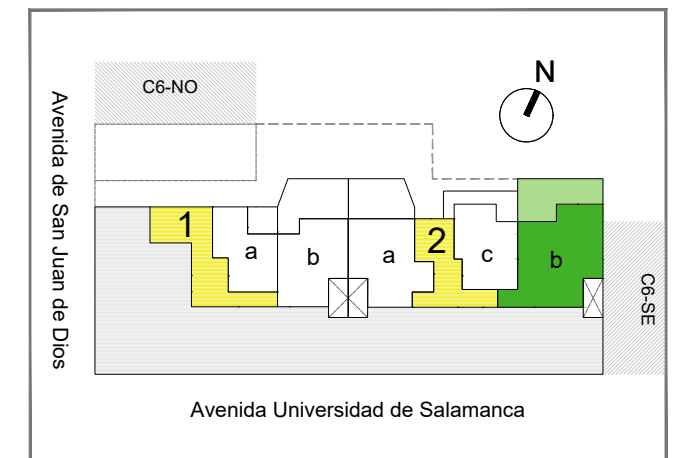 N
C6-NO
Avenida de San Juan de Dios
1
a
b
a
2
c
b
C6-SE
Avenida Universidad de Salamanca